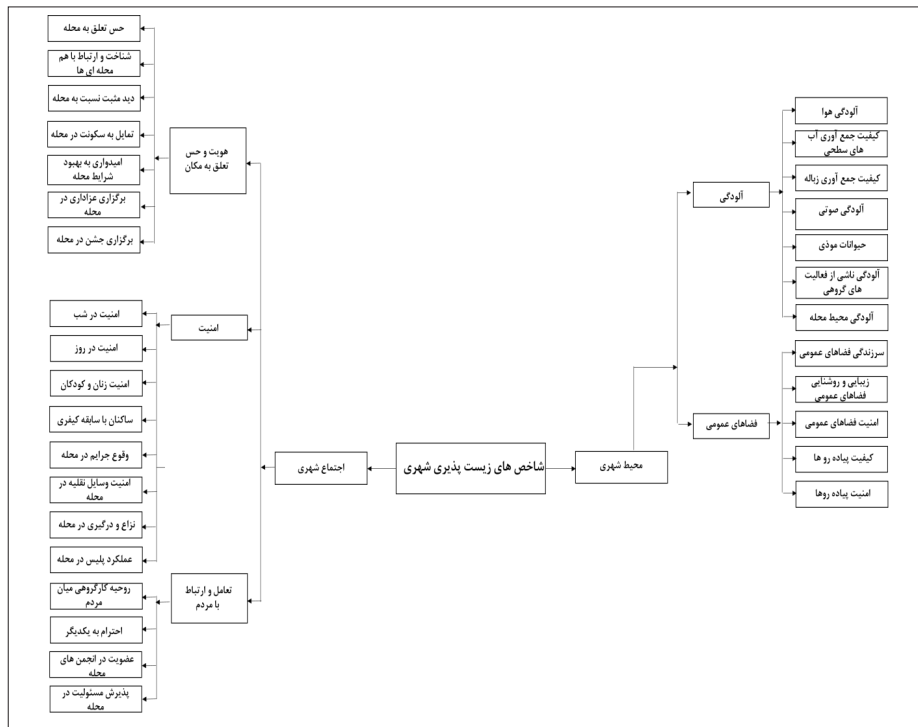 شاخص های زیست پذیری شهری
محیط شهری
آلودگی
آلودگی هوا
کیفیت جمع آوری آب
های سطحی
کیفیت جمع آوری زباله
آلودگی صوتی
حیوانات موذی
آلودگی ناشی از فعالیت
های گروهی
آلودگی محیط محله
فضاهای عمومی
سرزندگی فضاهای عمومی
زیبایی و روشنایی
فضاهای عمومی
امنیت فضاهای عمومی
کیفیت پیاده رو ها
امنیت پیاده روها
اجتماع شهری
هویت و حس
تعلق به مکان
حس تعلق به محله
شناخت و ارتباط با هم
محله ای ها
دید مثبت نسبت به محله
تمایل به سکونت در محله
امیدواری به بهبود
شرایط محله
برگزاری عزاداری در
محله
برگزاری جشن در محله
امنیت
امنیت در شب
امنیت در روز
امنیت زنان و کودکان
ساکنان با سابقه کیفری
وقوع جرایم در محله
امنیت وسایل نقلیه در
محله
نزاع و درگیری در محله
عملکرد پلیس در محله
تعامل و ارتباط
با مردم
روحیه کارگروهی میان
مردم
احترام به یکدیگر
عضویت در انجمن های
محله
پذیرش مسئولیت در
محله